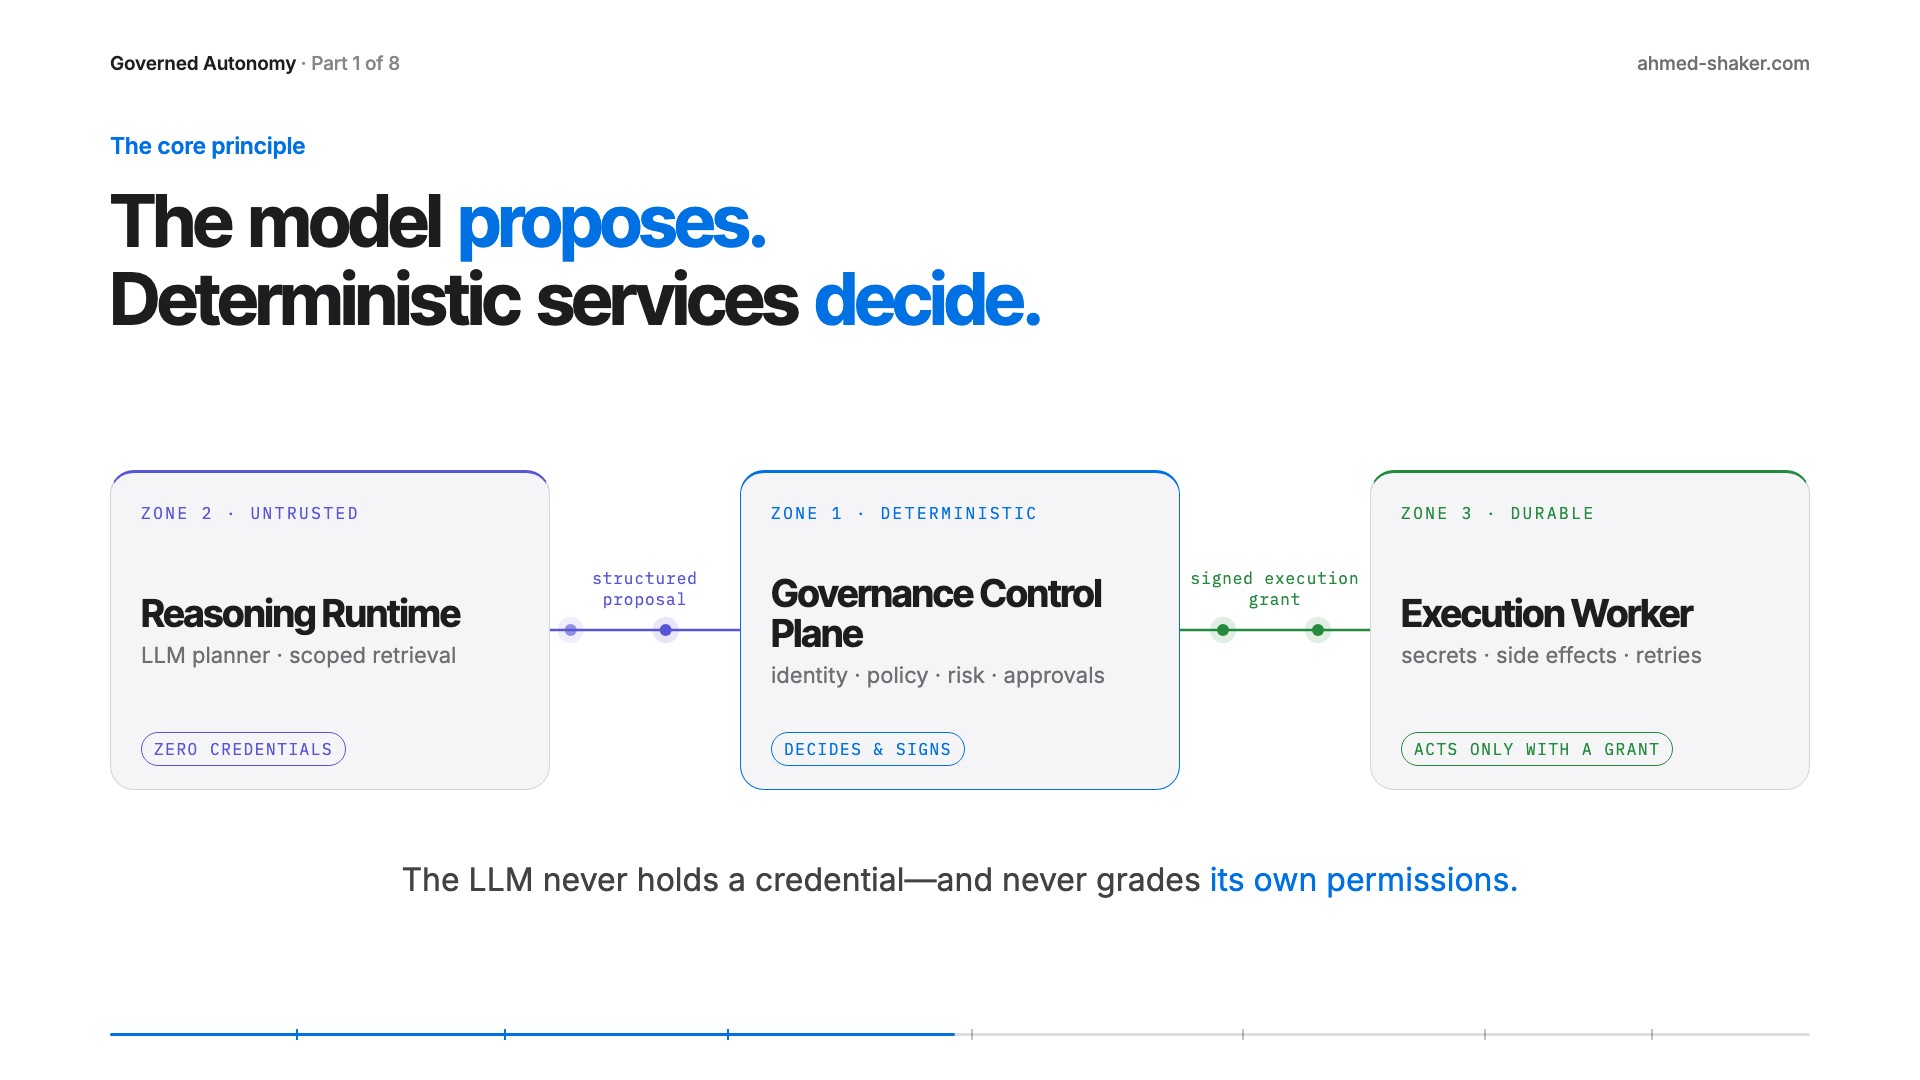 Governed Autonomy · Part 1 of 8
ahmed-shaker.com
The core principle
The model proposes.
Deterministic services decide.
ZONE 2 · UNTRUSTED
Reasoning Runtime
LLM planner · scoped retrieval
ZERO CREDENTIALS
structured
proposal
ZONE 1 · DETERMINISTIC
Governance Control
Plane
identity · policy · risk · approvals
DECIDES & SIGNS
signed execution
grant
ZONE 3 · DURABLE
Execution Worker
secrets · side effects · retries
ACTS ONLY WITH A GRANT
The LLM never holds a credential—and never grades its own permissions.